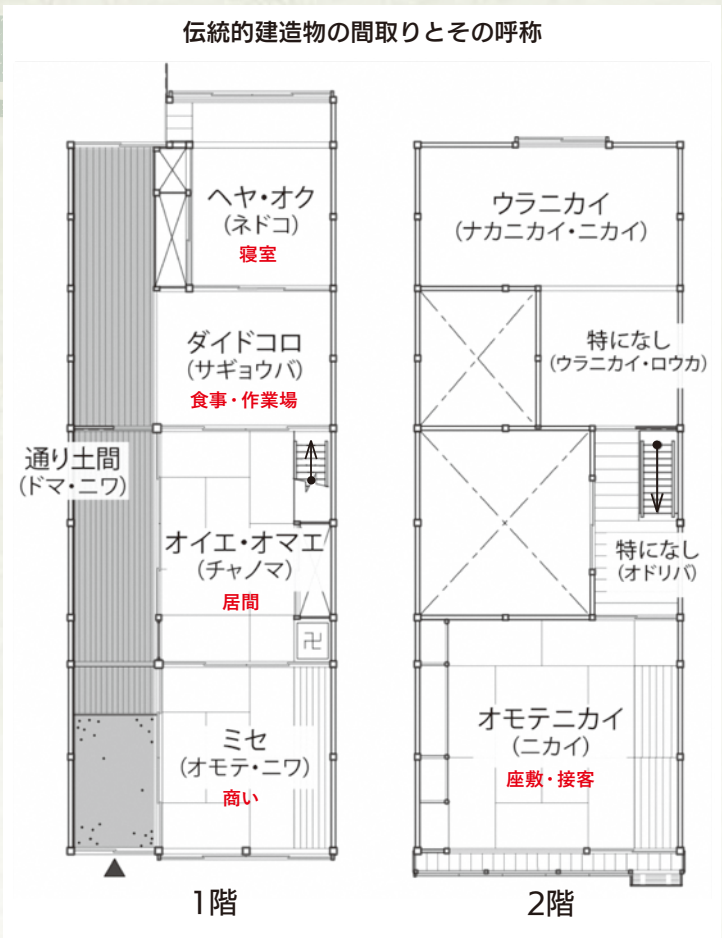 伝統的建造物の間取りとその呼称
ヘヤ・オク
（ネドコ）
寝室
ダイドコロ
（サギョウバ）
食事・作業場
通り土間
（ドマ・ニワ）
オイエ・オマエ
（チャノマ）
居間
卍
ミセ
（オモテ・ニワ）
商い
1階
ウラニカイ
（ナカニカイ・ニカイ）
特になし
（ウラニカイ・ロウカ）
特になし
（オドリバ）
オモテニカイ
（ニカイ）
座敷・接客
2階